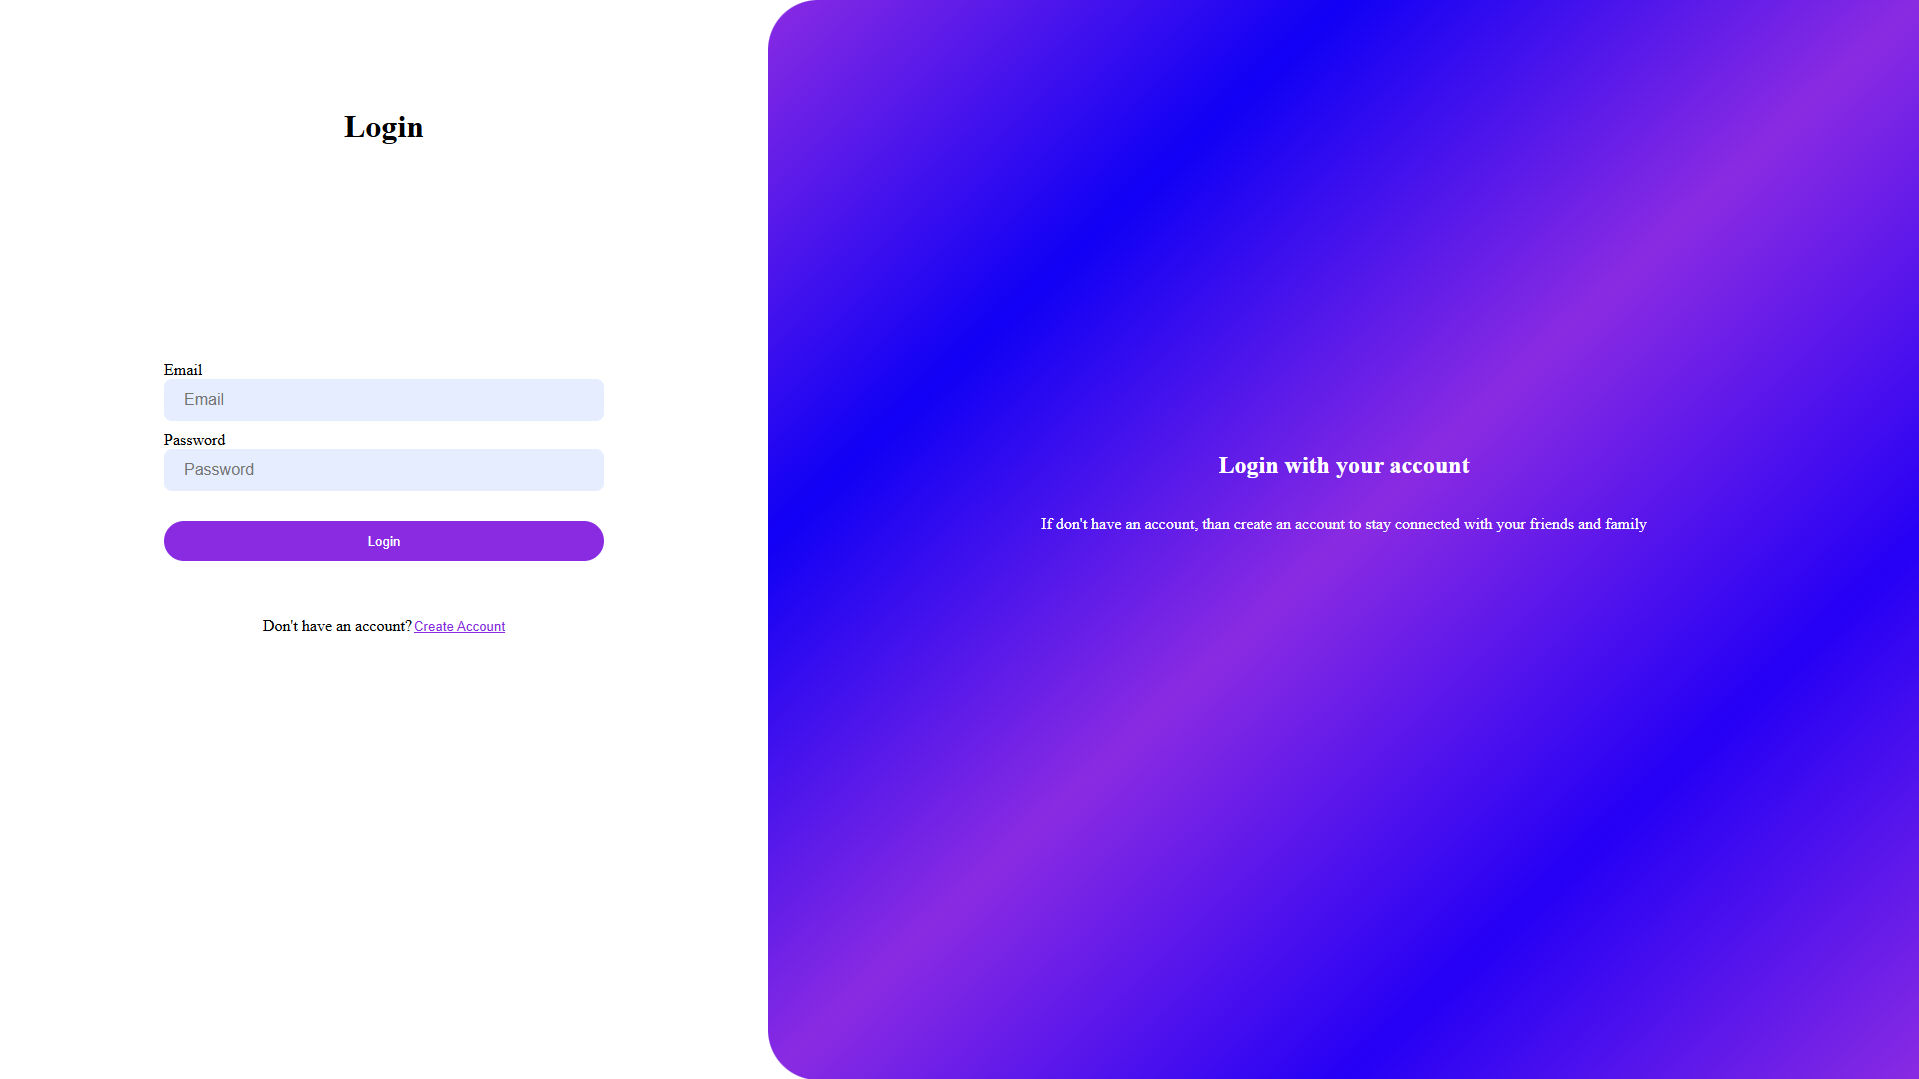 Login
Email
Email
Password
Password
Login
Don't have an account? Create Account
Login with your account
If don't have an account, than create an account to stay connected with your friends and family